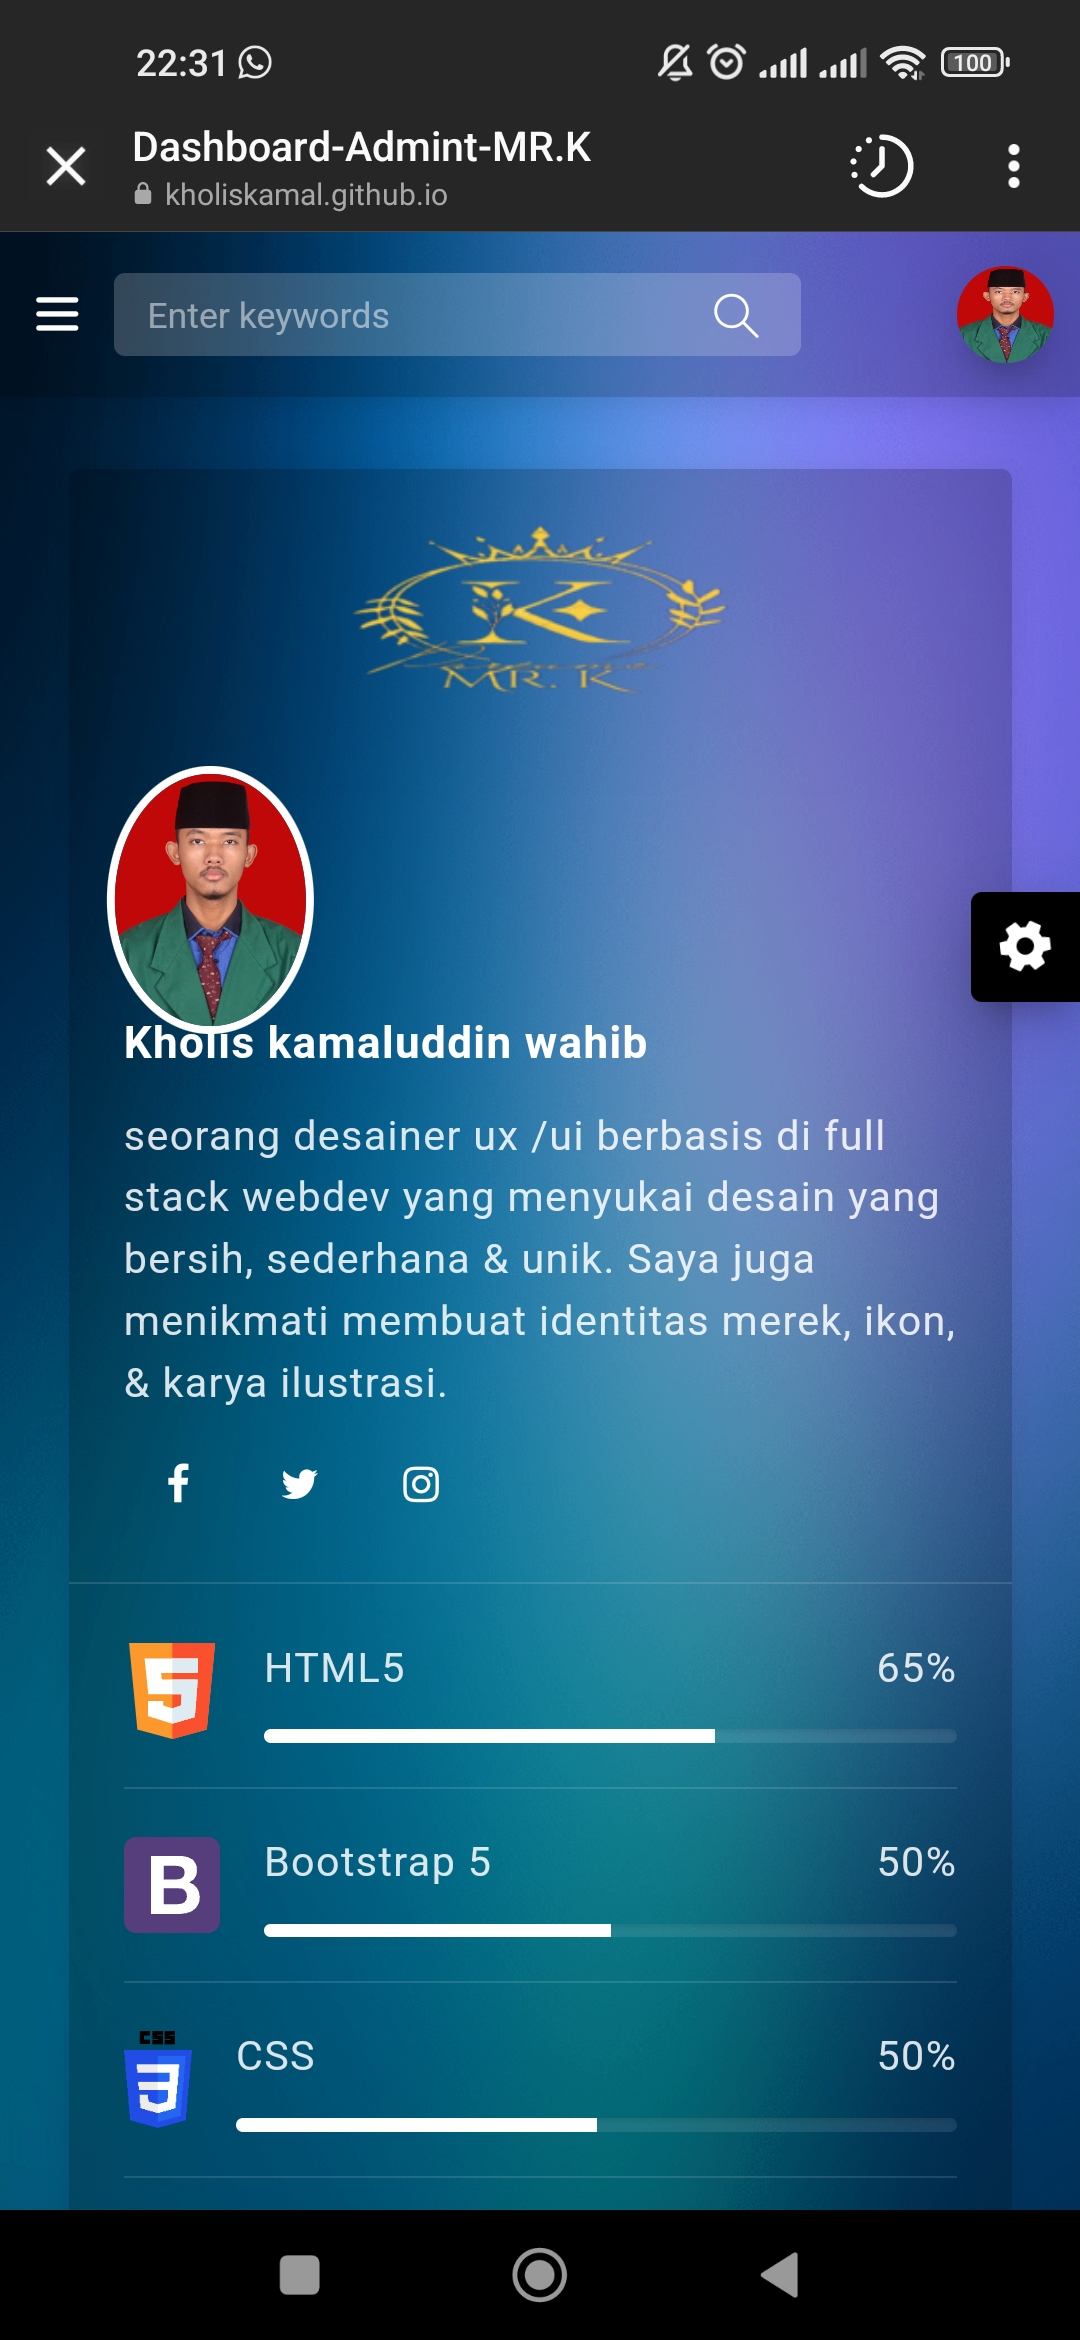 22:31
100
Dashboard-Admint-MR.K
kholiskamal.github.io
Enter keywords
K
MR. K
Kholis kamaluddin wahib
seorang desainer ux /ui berbasis di full
stack webdev yang menyukai desain yang
bersih, sederhana & unik. Saya juga
menikmati membuat identitas merek, ikon,
& karya ilustrasi.
HTML5
65%
B
Bootstrap 5
50%
CSS
CSS
50%